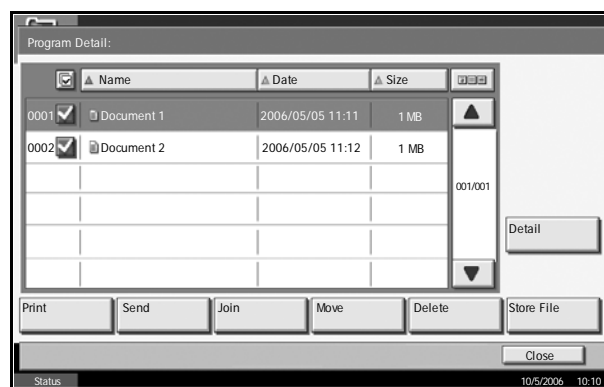 Program Detail:
Name Date Size
0001 Document 1 2006/05/05 11:11 1 MB
0002 Document 2 2006/05/05 11:12 1 MB
001/001
Detail
Print Send Join Move Delete Store File
Close
Status 10/5/2006 10:10